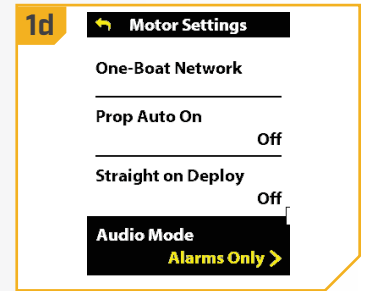 1d
Motor Settings
One-Boat Network
Prop Auto On
Off
Straight on Deploy
Off
Audio Mode
Alarms Only >